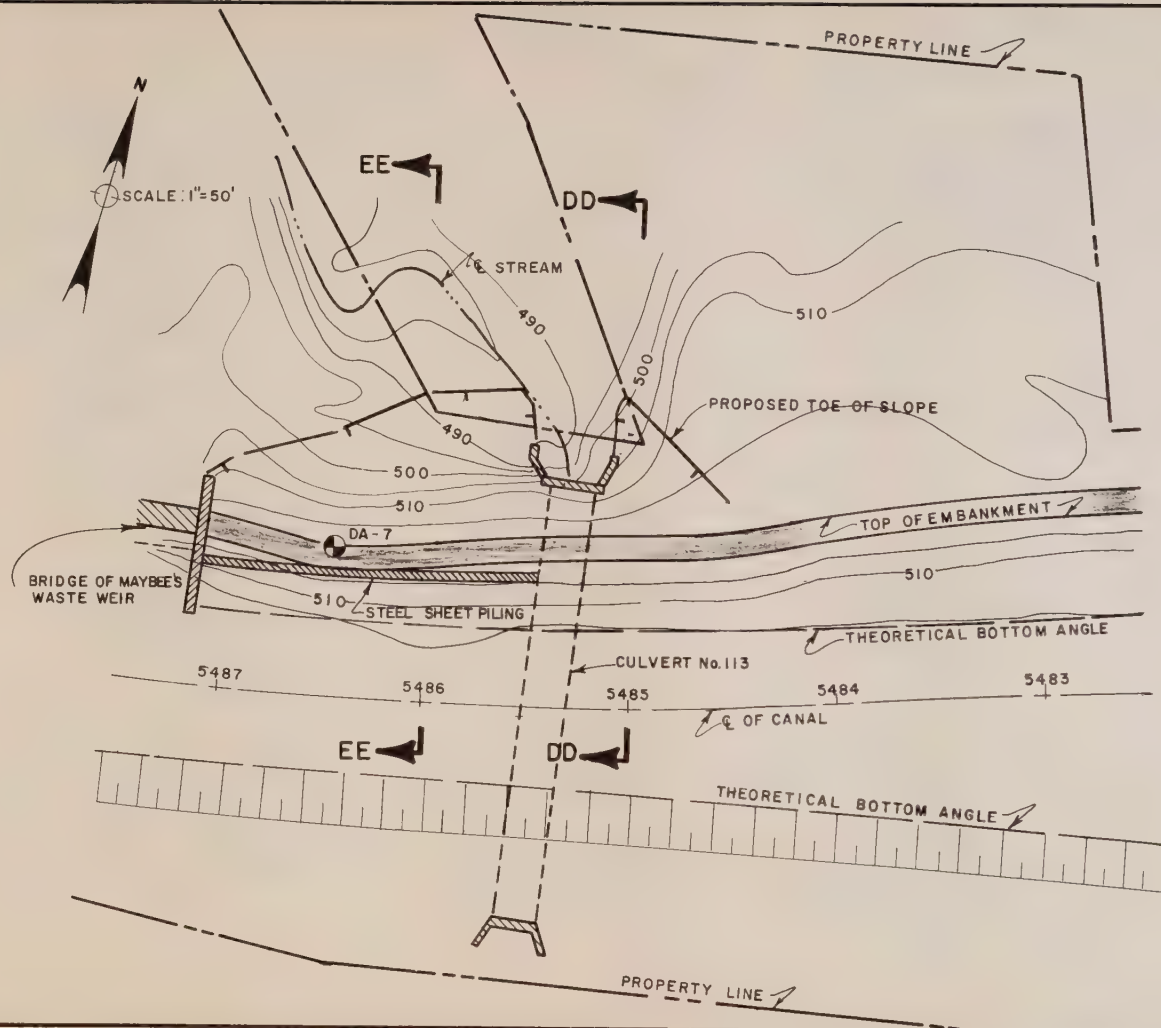 PROPERTY LINE
N
SCALE: 1"=50'
EE
DD
℄ STREAM
490
510
500
PROPOSED TOE OF SLOPE
490
500
510
TOP OF EMBANKMENT
DA-7
510
BRIDGE OF MAYBEE'S
WASTE WEIR
510
STEEL SHEET PILING
THEORETICAL BOTTOM ANGLE
CULVERT No.113
5487
5486
5485
5484
5483
℄ OF CANAL
EE
DD
THEORETICAL BOTTOM ANGLE
PROPERTY LINE